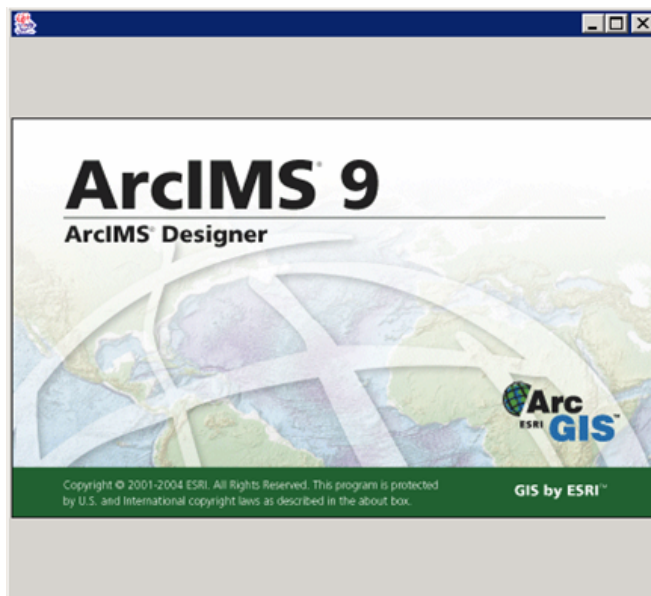 ArcIMS® 9
ArcIMS® Designer
Arc
ESRI GIS™
Copyright © 2001-2004 ESRI. All Rights Reserved. This program is protected
by U.S. and International copyright laws as described in the about box.
GIS by ESRI™